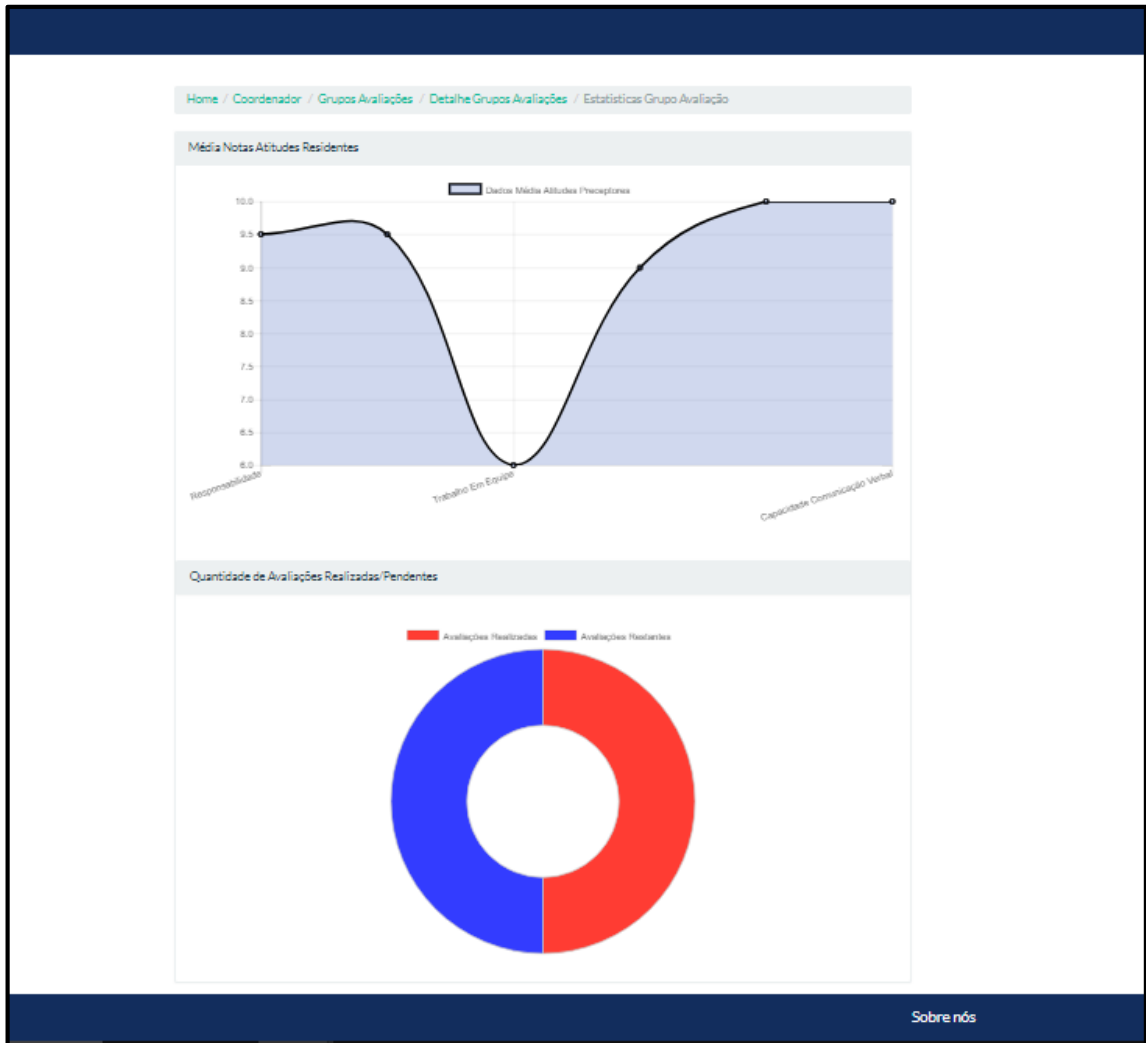 Home / Coordenador / Grupos Avaliações / Detalhe Grupos Avaliações / Estatisticas Grupo Avaliação
Média Notas Atitudes Residentes
Dados Média Atitudes Preceptores
10.0
9.5
9.0
8.5
8.0
7.5
7.0
6.5
6.0
Responsabilidade
Trabalho Em Equipe
Capacidade Comunicação Verbal
Quantidade de Avaliações Realizadas/Pendentes
Avaliações Realizadas Avaliações Restantes
Sobre nós